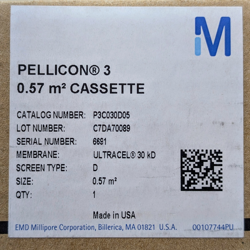 M
PELLICON® 3
0.57 m² CASSETTE
CATALOG NUMBER: P3C030D05
LOT NUMBER: C7DA70089
SERIAL NUMBER: 6681
MEMBRANE: ULTRACEL® 30 kD
SCREEN TYPE: D
SIZE: 0.57 m²
QTY: 1
Made in USA
EMD Millipore Corporation, Billerica, MA 01821 U.S.A. 00107744PU